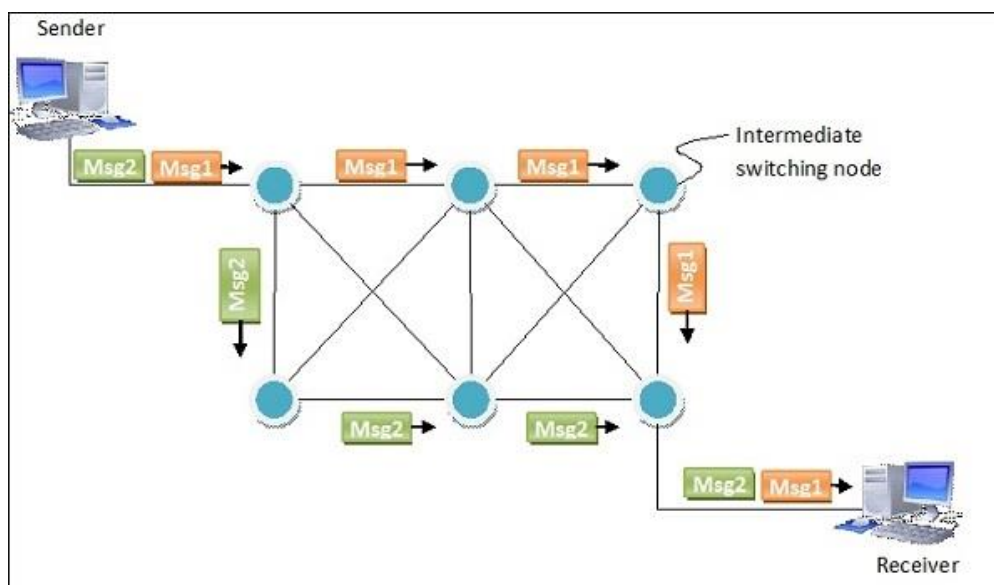 Sender
Msg2 Msg1
Msg1
Msg1
Intermediate
switching node
Msg2
Msg1
Msg2
Msg2
Msg2 Msg1
Receiver